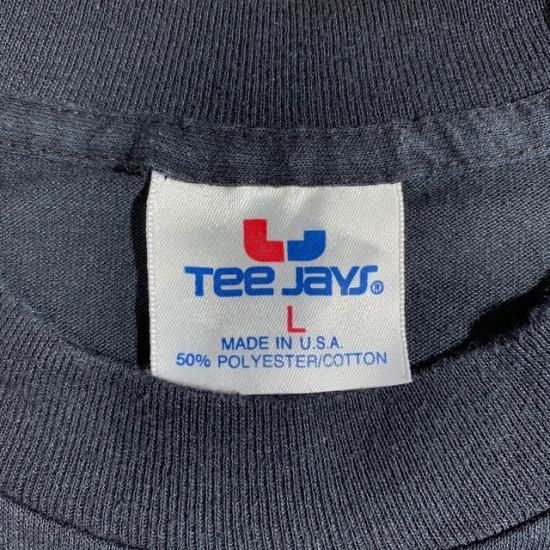 Tee Jays®
L
MADE IN U.S.A.
50% POLYESTER/COTTON